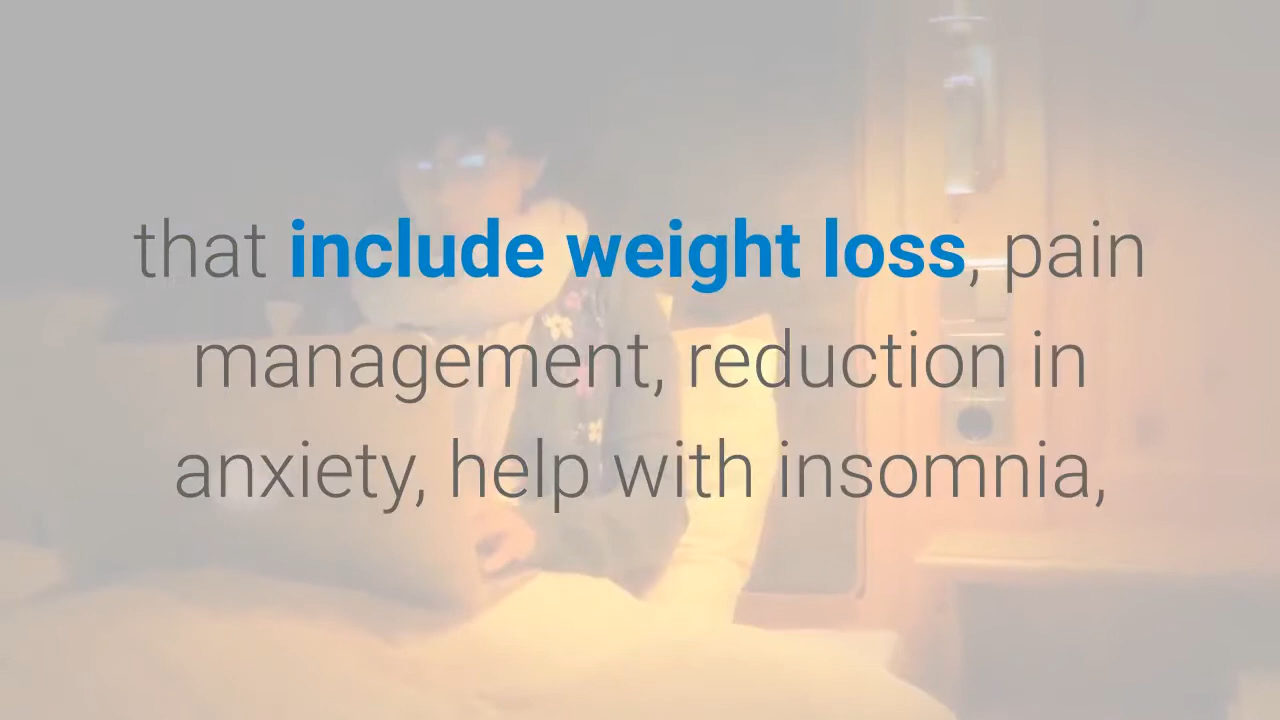 that include weight loss, pain
management, reduction in
anxiety, help with insomnia,